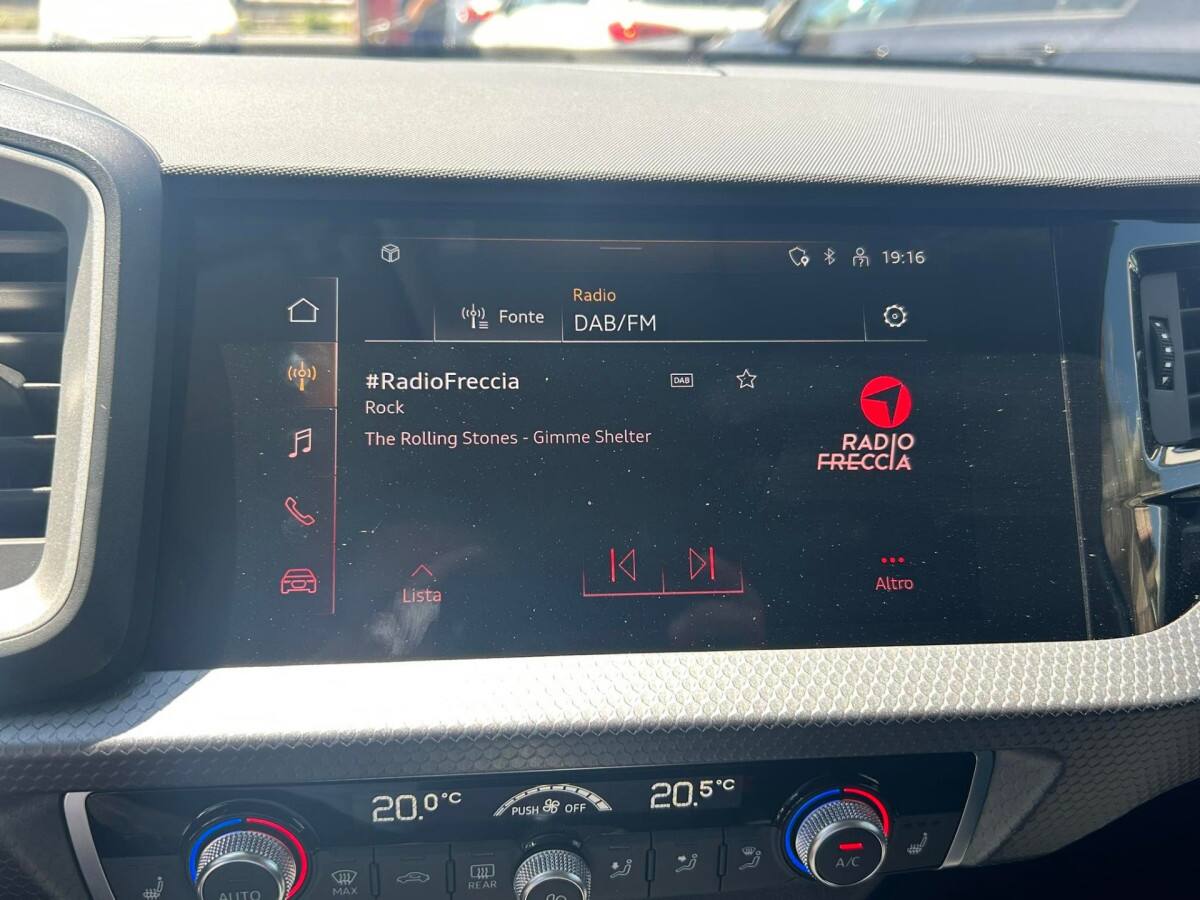 19:16
Fonte
Radio
DAB/FM
#RadioFreccia
DAB
Rock
The Rolling Stones - Gimme Shelter
RADIO
FRECCIA
Lista
Altro
20.0°C
PUSH OFF
20.5°C
AUTO
MAX
REAR
A/C